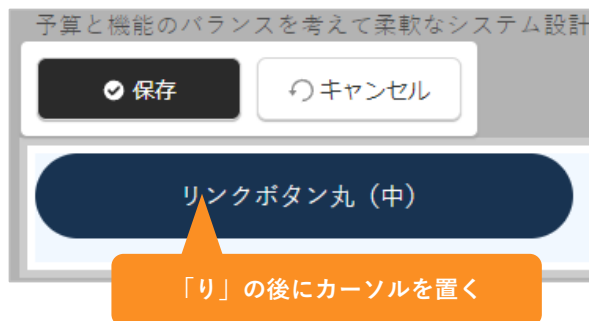 予算と機能のバランスを考えて柔軟なシステム設計
保存
キャンセル
リンクボタン丸（中）
「り」の後にカーソルを置く